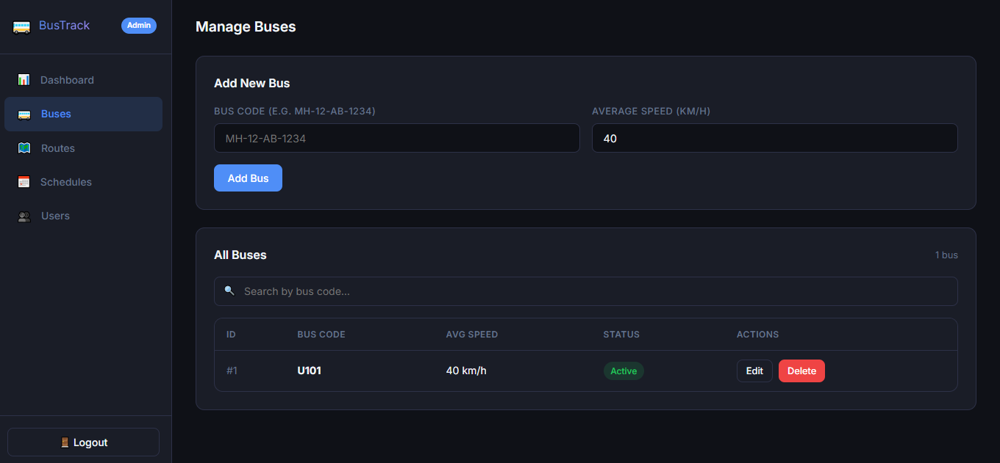 BusTrack
Admin
Dashboard
Buses
Routes
Schedules
Users
Logout
Manage Buses
Add New Bus
BUS CODE (E.G. MH-12-AB-1234)
AVERAGE SPEED (KM/H)
MH-12-AB-1234
40
Add Bus
All Buses
1 bus
Search by bus code...
ID BUS CODE AVG SPEED STATUS ACTIONS
#1 U101 40 km/h Active Edit Delete